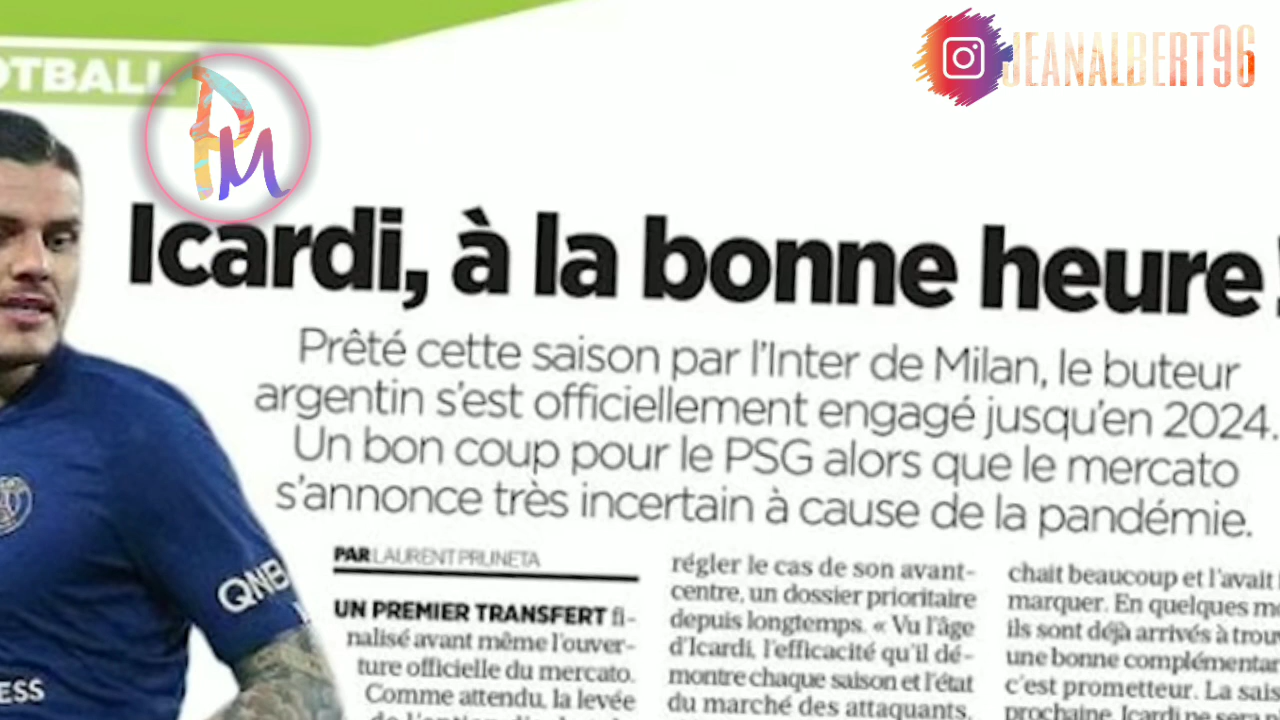 JEANALBERT96
OTBALL
PM
Icardi, à la bonne heure !
Prêté cette saison par l'Inter de Milan, le buteur
argentin s'est officiellement engagé jusqu'en 2024.
Un bon coup pour le PSG alors que le mercato
s'annonce très incertain à cause de la pandémie.
PAR LAURENT PRUNETA
UN PREMIER TRANSFERT fi-
nalisé avant même l'ouver-
ture officielle du mercato.
Comme attendu, la levée
régler le cas de son avant-
centre, un dossier prioritaire
depuis longtemps. « Vu l'âge
d'Icardi, l'efficacité qu'il dé-
montre chaque saison et l'état
du marché des attaquants,
chait beaucoup et l'avait
marquer. En quelques
ils sont déjà arrivés à
une bonne
c'est prometteur. La
prochaine, Icardi ne sera
QNB
ESS